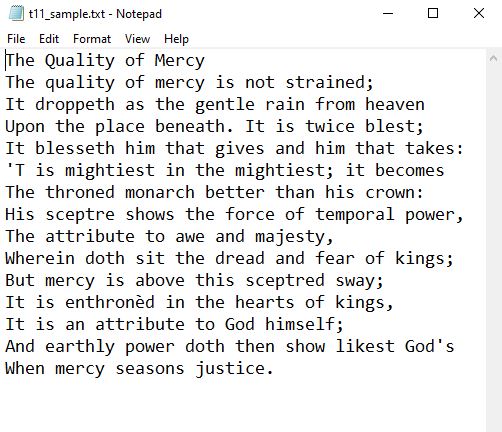 t11_sample.txt - Notepad
File Edit Format View Help
The Quality of Mercy
The quality of mercy is not strained;
It droppeth as the gentle rain from heaven
Upon the place beneath. It is twice blest;
It blesseth him that gives and him that takes:
'T is mightiest in the mightiest; it becomes
The throned monarch better than his crown:
His sceptre shows the force of temporal power,
The attribute to awe and majesty,
Wherein doth sit the dread and fear of kings;
But mercy is above this sceptred sway;
It is enthronèd in the hearts of kings,
It is an attribute to God himself;
And earthly power doth then show likest God's
When mercy seasons justice.